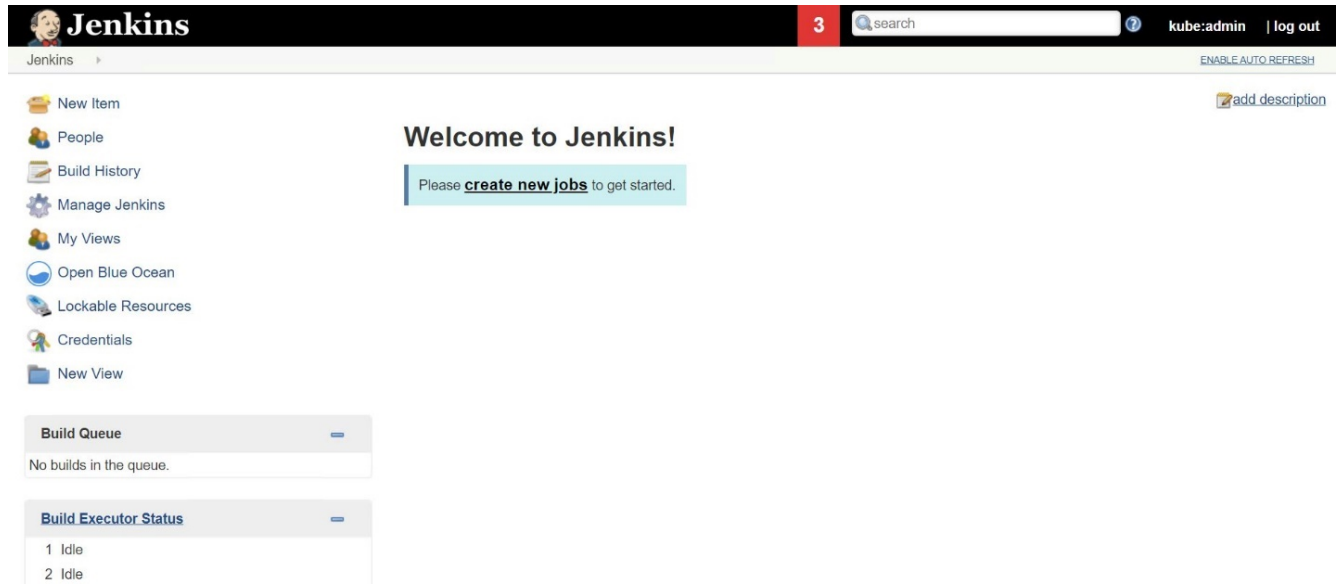 Jenkins
3
search
kube:admin | log out
Jenkins
ENABLE AUTO REFRESH
New Item
People
Build History
Manage Jenkins
My Views
Open Blue Ocean
Lockable Resources
Credentials
New View
Build Queue
No builds in the queue.
Build Executor Status
1 Idle
2 Idle
add description
Welcome to Jenkins!
Please create new jobs to get started.